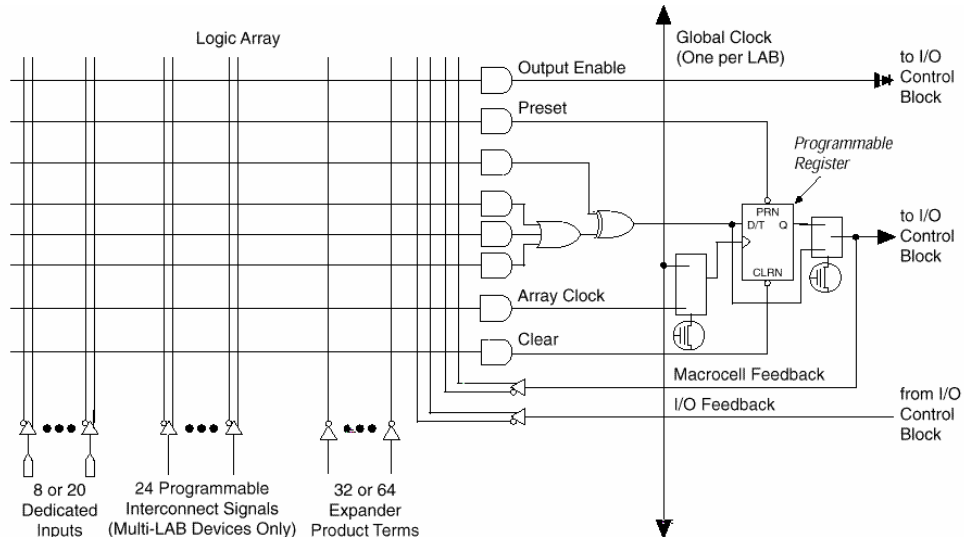 Logic Array
Global Clock
(One per LAB)
Output Enable
to I/O
Control
Block
Preset
Programmable
Register
PRN
D/T Q
CLRN
to I/O
Control
Block
Array Clock
Clear
Macrocell Feedback
I/O Feedback
from I/O
Control
Block
8 or 20
Dedicated
Inputs
24 Programmable
Interconnect Signals
(Multi-LAB Devices Only)
32 or 64
Expander
Product Terms